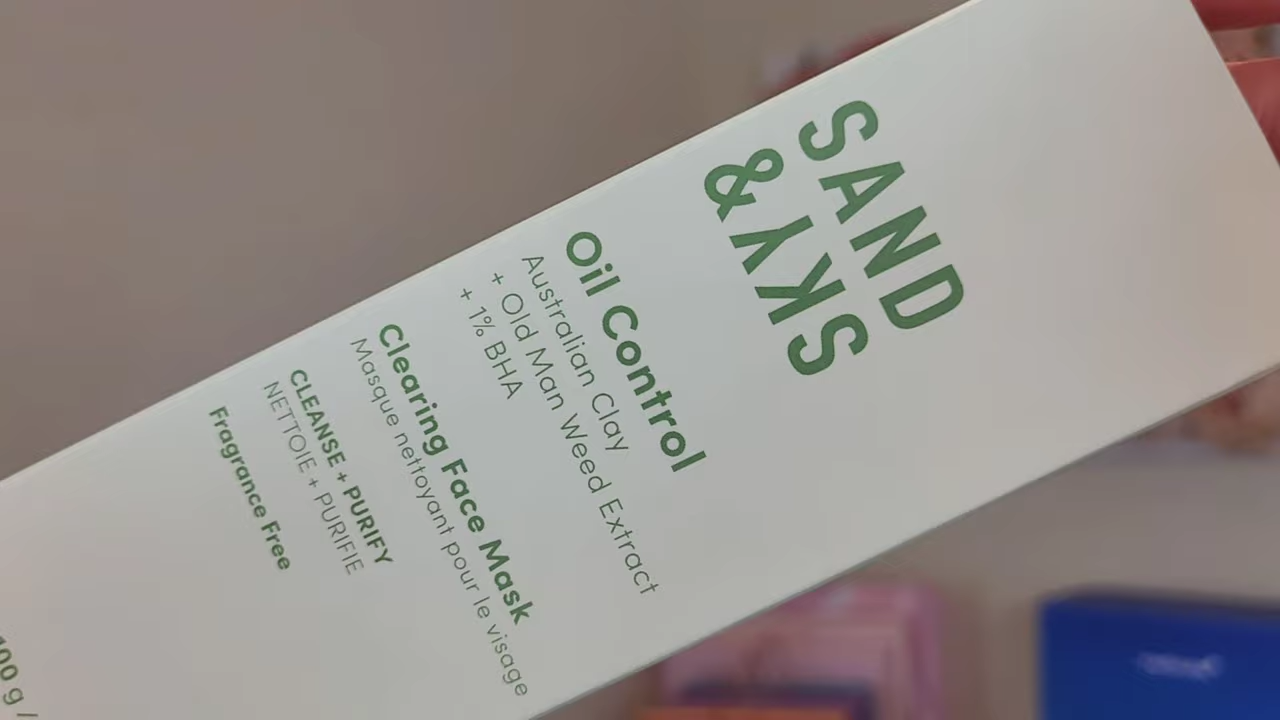 SAND
& SKY
Oil Control
Australian Clay
+ Old Man Weed Extract
+ 1% BHA
Clearing Face Mask
Masque nettoyant pour le visage
CLEANSE + PURIFY
NETTOIE + PURIFIE
Fragrance Free
100 g /